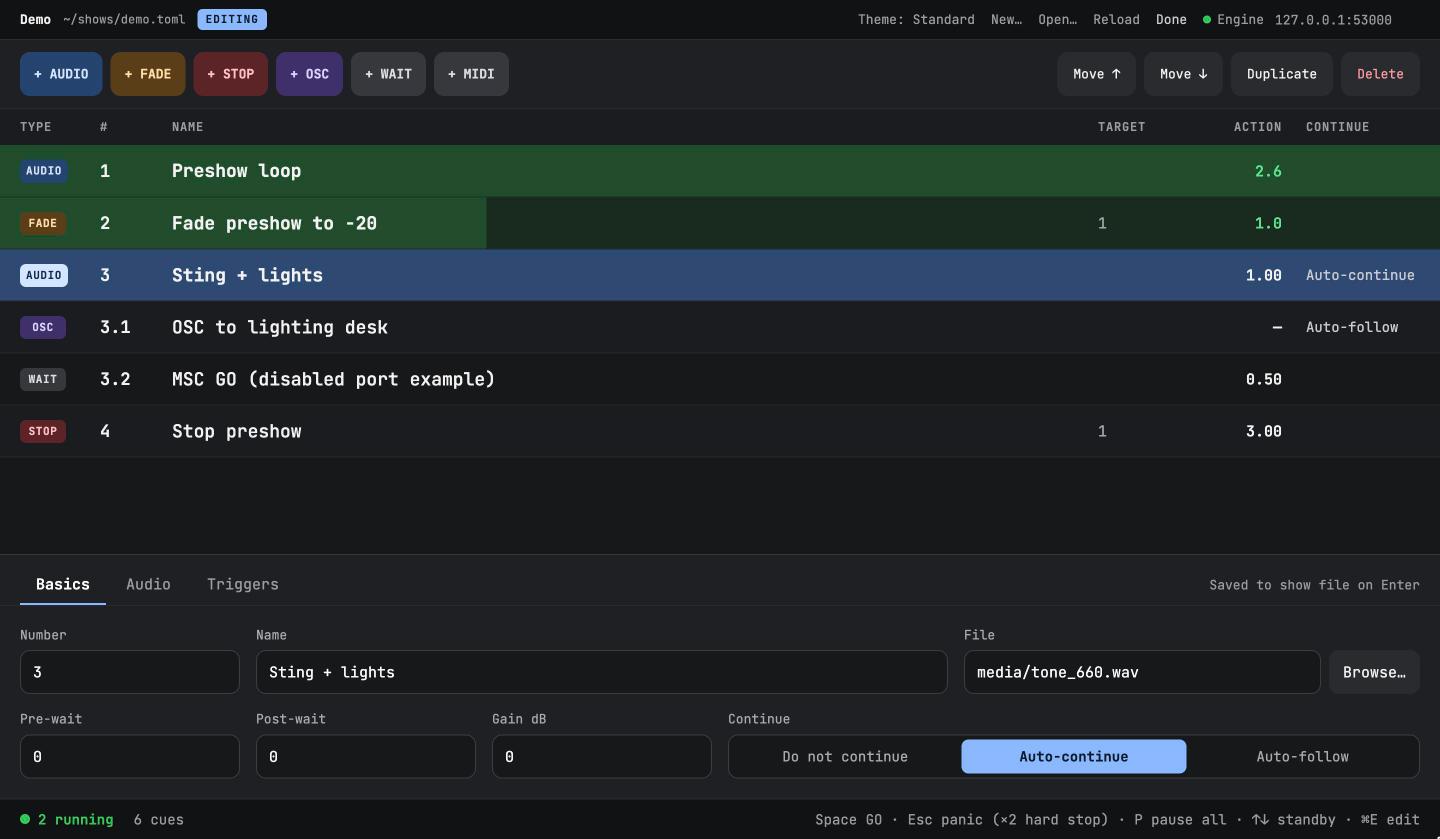 Demo ~/shows/demo.toml EDITING Theme: Standard New… Open… Reload Done Engine 127.0.0.1:53000
+ AUDIO + FADE + STOP + OSC + WAIT + MIDI Move ↑ Move ↓ Duplicate Delete
TYPE # NAME TARGET ACTION CONTINUE
AUDIO 1 Preshow loop 2.6
FADE 2 Fade preshow to -20 1 1.0
AUDIO 3 Sting + lights 1.00 Auto-continue
OSC 3.1 OSC to lighting desk — Auto-follow
WAIT 3.2 MSC GO (disabled port example) 0.50
STOP 4 Stop preshow 1 3.00
Basics Audio Triggers Saved to show file on Enter
Number Name File
3 Sting + lights media/tone_660.wav Browse…
Pre-wait Post-wait Gain dB Continue
0 0 0 Do not continue Auto-continue Auto-follow
2 running 6 cues Space GO · Esc panic (×2 hard stop) · P pause all · ↑↓ standby · ⌘E edit